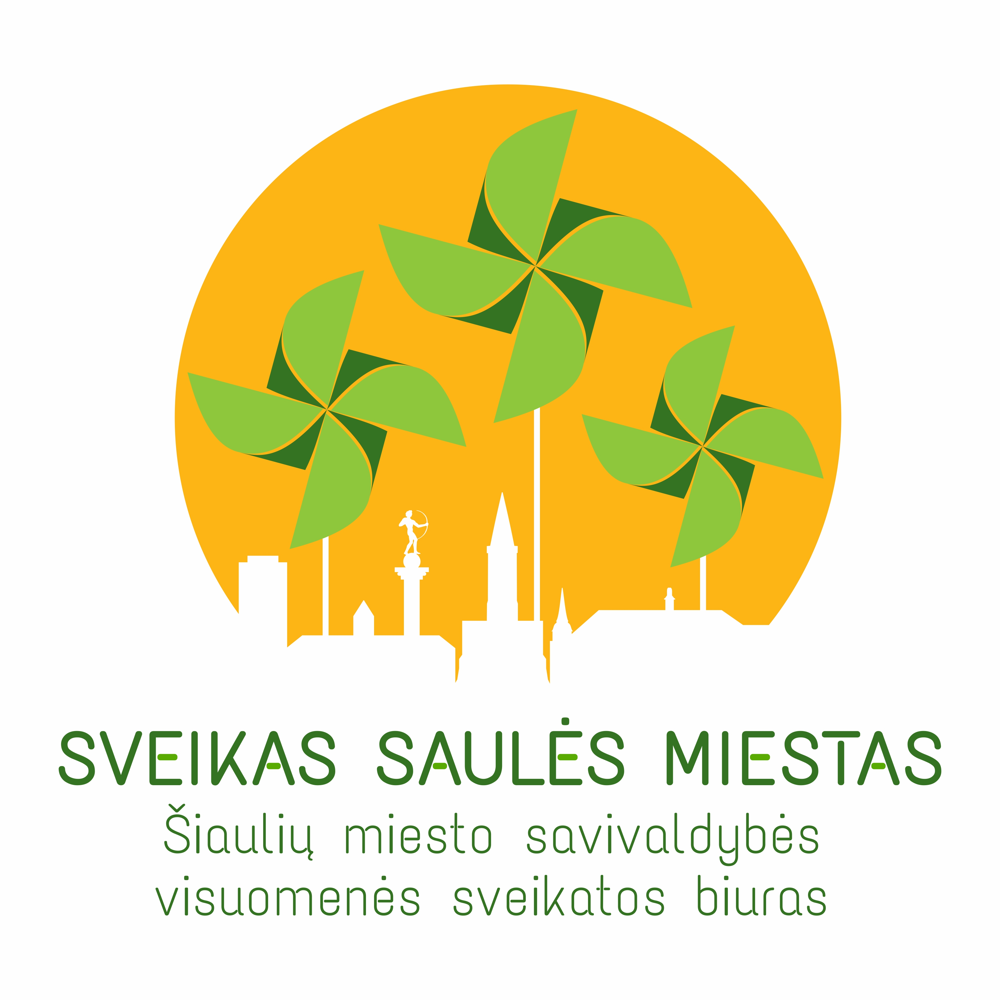 SVEIKAS SAULĖS MIESTAS
Šiaulių miesto savivaldybės
visuomenės sveikatos biuras